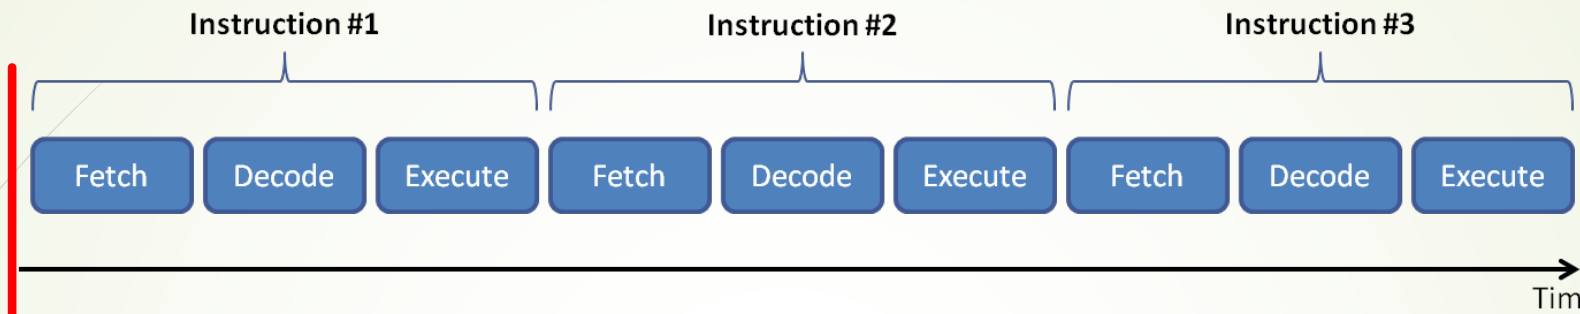 Instruction #1 Instruction #2 Instruction #3
Fetch Decode Execute Fetch Decode Execute Fetch Decode Execute
Tim